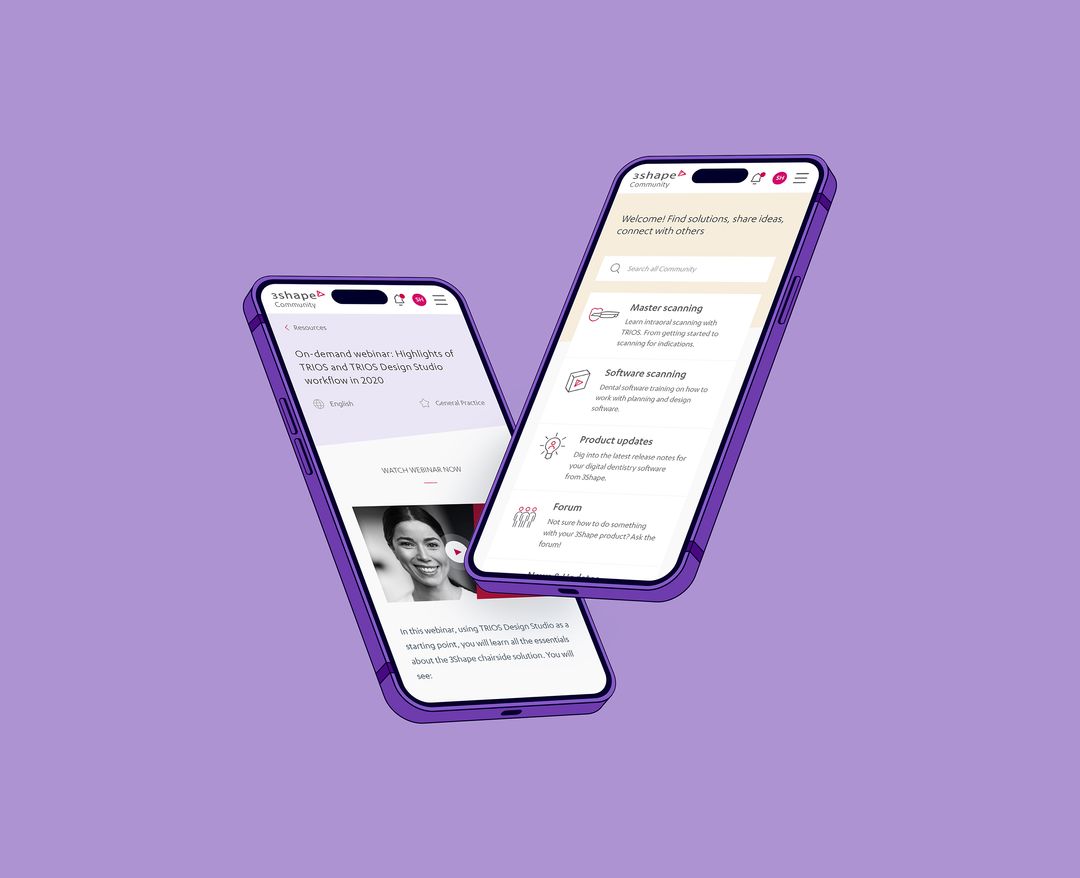 3shape
Community
SH
Resources
On-demand webinar: Highlights of
TRIOS and TRIOS Design Studio
workflow in 2020
English
General Practice
WATCH WEBINAR NOW
In this webinar, using TRIOS Design Studio as a
starting point, you will learn all the essentials
about the 3Shape chairside solution. You will
see:
3shape
Community
SH
Welcome! Find solutions, share ideas,
connect with others
Search all Community
Master scanning
Learn intraoral scanning with
TRIOS. From getting started to
scanning for indications.
Software scanning
Dental software training on how to
work with planning and design
software.
Product updates
Dig into the latest release notes for
your digital dentistry software
from 3Shape.
Forum
Not sure how to do something
with your 3Shape product? Ask the
forum!